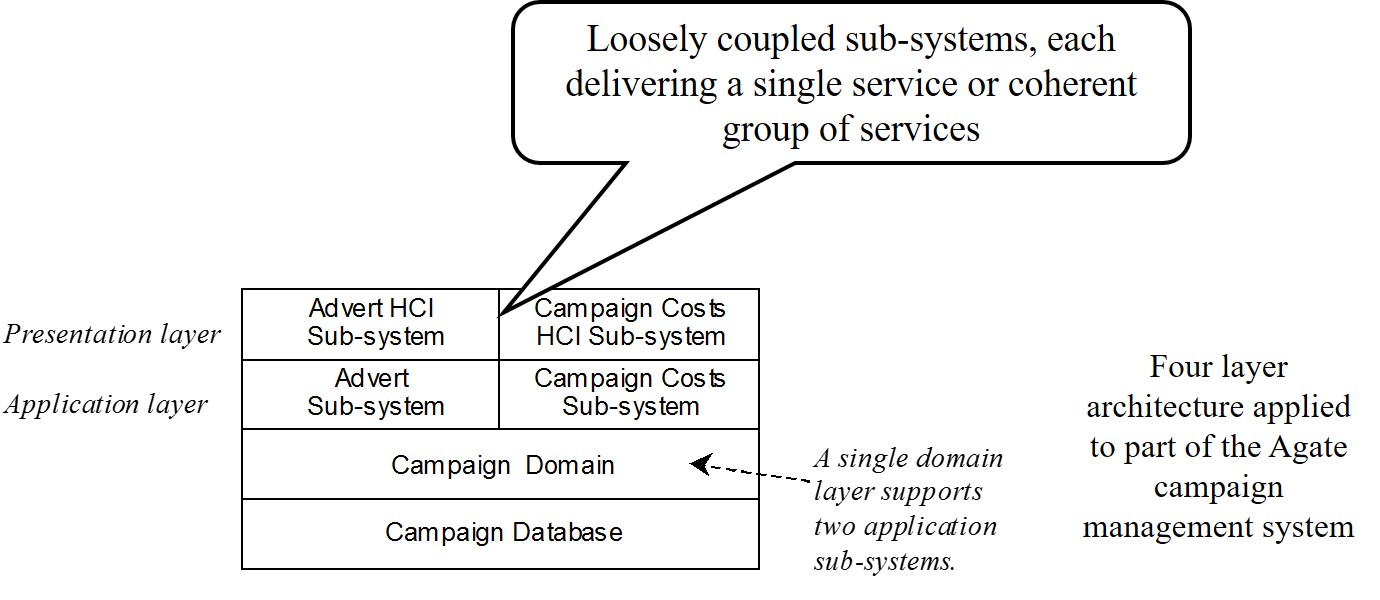 Loosely coupled sub-systems, each
delivering a single service or coherent
group of services
Presentation layer
Advert HCI
Sub-system
Campaign Costs
HCI Sub-system
Application layer
Advert
Sub-system
Campaign Costs
Sub-system
Campaign Domain
Campaign Database
A single domain
layer supports
two application
sub-systems.
Four layer
architecture applied
to part of the Agate
campaign
management system